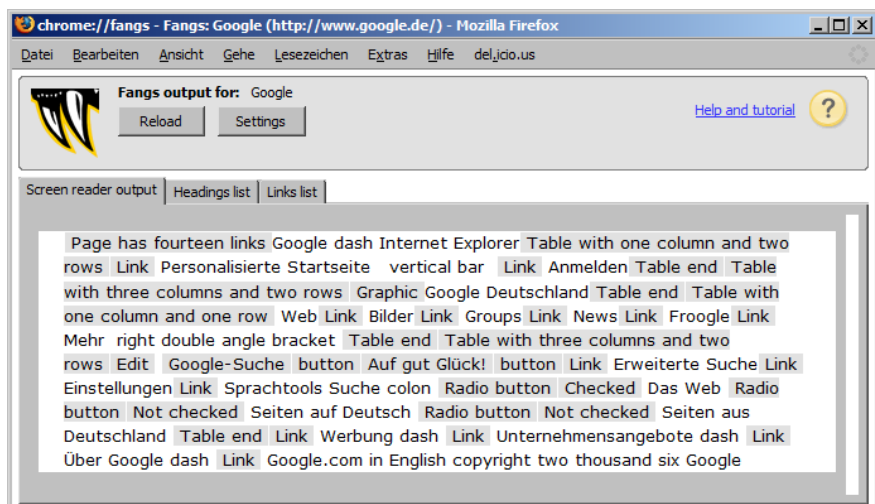 chrome://fangs - Fangs: Google (http://www.google.de/) - Mozilla Firefox
Datei Bearbeiten Ansicht Gehe Lesezeichen Extras Hilfe del.icio.us
Fangs output for: Google
Reload Settings
Help and tutorial ?
Screen reader output Headings list Links list
Page has fourteen links Google dash Internet Explorer Table with one column and two
rows Link Personalisierte Startseite vertical bar Link Anmelden Table end Table
with three columns and two rows Graphic Google Deutschland Table end Table with
one column and one row Web Link Bilder Link Groups Link News Link Froogle Link
Mehr right double angle bracket Table end Table with three columns and two
rows Edit Google-Suche button Auf gut Glück! button Link Erweiterte Suche Link
Einstellungen Link Sprachtools Suche colon Radio button Checked Das Web Radio
button Not checked Seiten auf Deutsch Radio button Not checked Seiten aus
Deutschland Table end Link Werbung dash Link Unternehmensangebote dash Link
Über Google dash Link Google.com in English copyright two thousand six Google